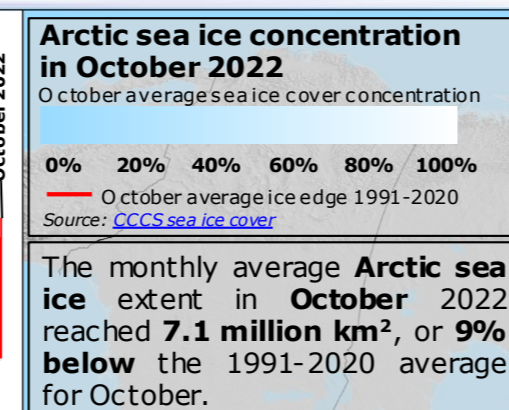 October 2022
Arctic sea ice concentration
in October 2022
October average sea ice cover concentration
0% 20% 40% 60% 80% 100%
October average ice edge 1991-2020
Source: CCCS sea ice cover
The monthly average Arctic sea
ice extent in October 2022
reached 7.1 million km², or 9%
below the 1991-2020 average
for October.